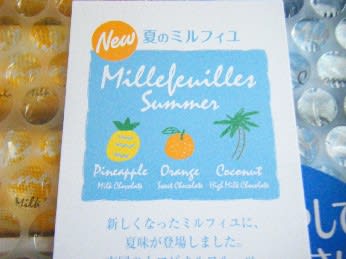 New 夏のミルフィユ
Millefeuilles
Summer
Pineapple Orange Coconut
Milk Chocolate Sweet Chocolate High Milk Chocolate
新しくなったミルフィユに、
夏味が登場しました。
Milk